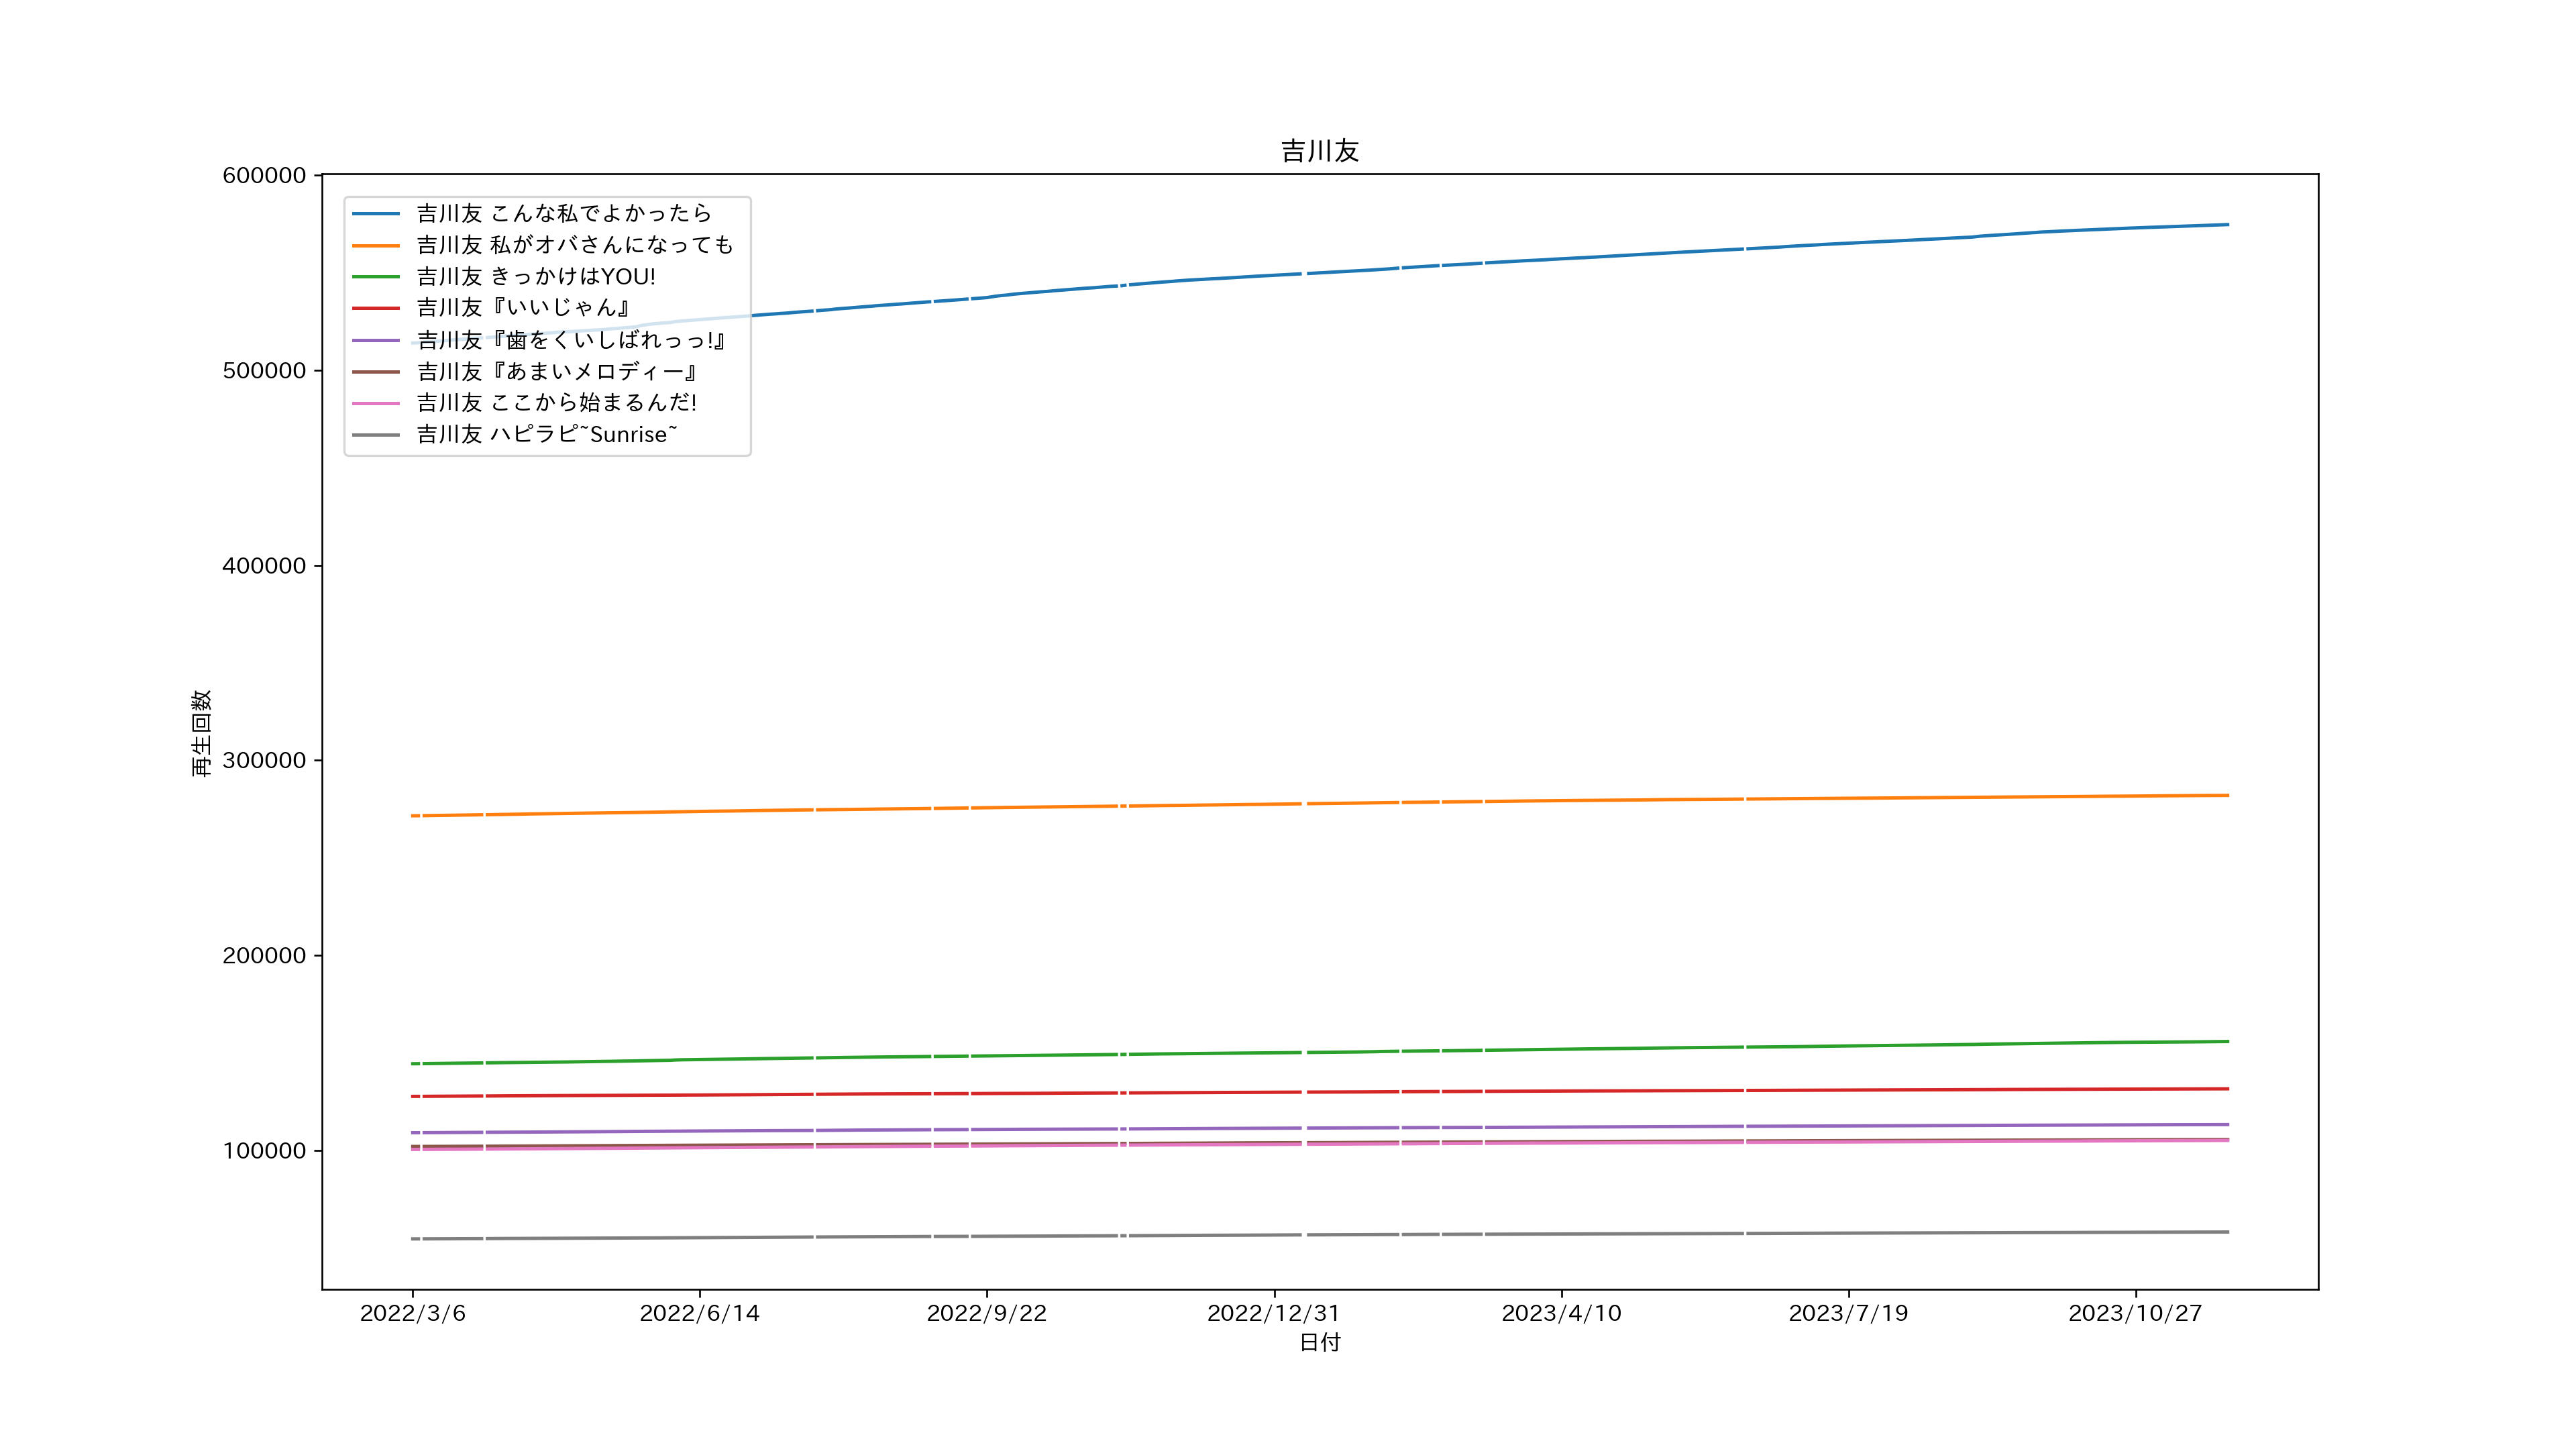 吉川友
600000
500000
400000
300000
200000
100000
再生回数
吉川友 こんな私でよかったら
吉川友 私がオバさんになっても
吉川友 きっかけはYOU!
吉川友『いいじゃん』
吉川友『歯をくいしばれっっ!』
吉川友『あまいメロディー』
吉川友 ここから始まるんだ!
吉川友 ハピラピ~Sunrise~
2022/3/6 2022/6/14 2022/9/22 2022/12/31 2023/4/10 2023/7/19 2023/10/27
日付